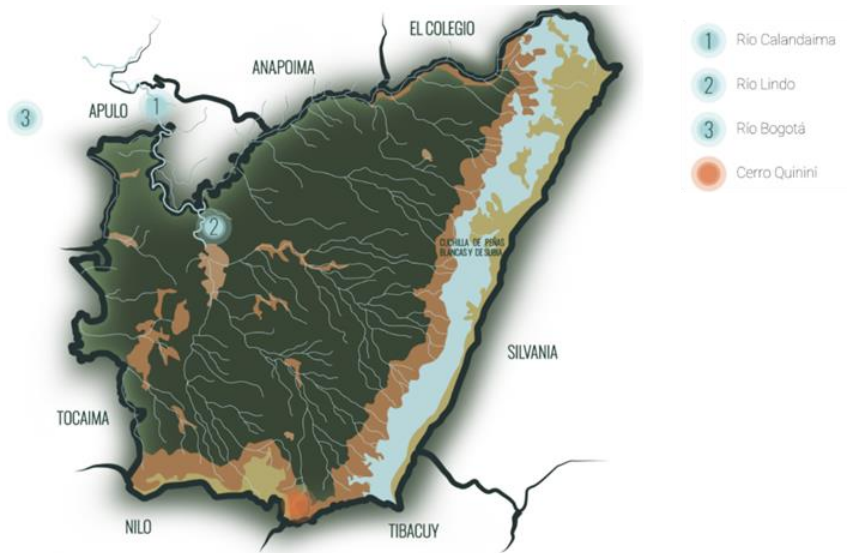 EL COLEGIO
ANAPOIMA
APULO
1
3
2
CUCHILLA DE PEÑAS
BLANCAS Y DE SUBIA
SILVANIA
TOCAIMA
NILO
TIBACUY
1 Río Calandaima
2 Río Lindo
3 Río Bogotá
Cerro Quininí